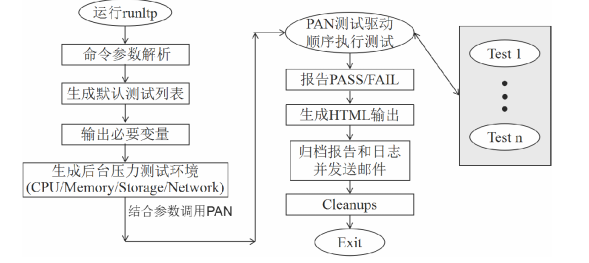 运行runltp
命令参数解析
生成默认测试列表
输出必要变量
生成后台压力测试环境
(CPU/Memory/Storage/Network)
结合参数调用PAN
PAN测试驱动
顺序执行测试
报告PASS/FAIL
生成HTML输出
归档报告和日志
并发送邮件
Cleanups
Exit
Test 1
Test n